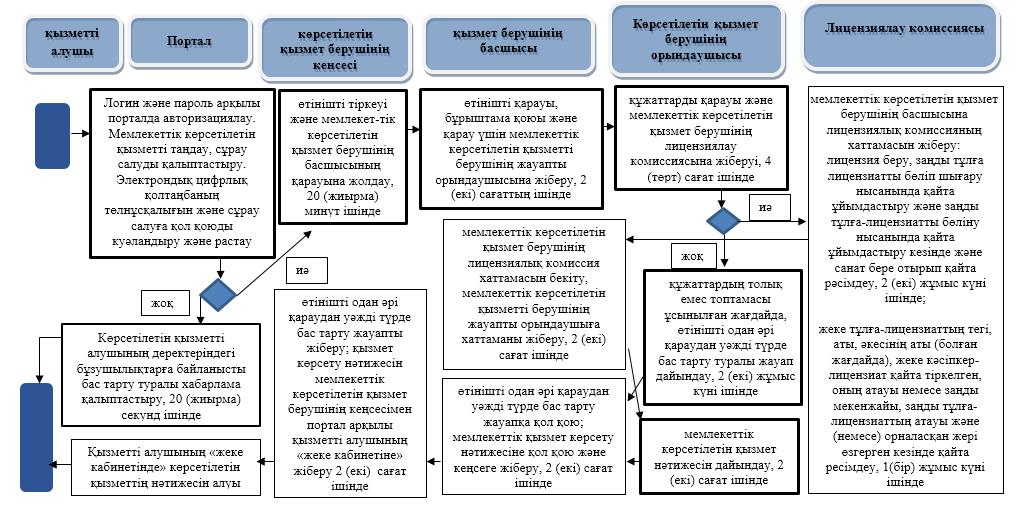 қызметті
алушы
Портал
көрсетілетін
қызмет берушінің
кеңсесі
қызмет берушінің
басшысы
Көрсетілетін қызмет
берушінің
орындаушысы
Лицензиялау комиссиясы
Логин және пароль арқылы
порталда авторизациялау.
Мемлекеттік көрсетілетін
қызметті таңдау, сұрау
салуды қалыптастыру.
Электрондық цифрлық
қолтаңбаның
төлнұсқалығын және сұрау
салуға қол қоюды
куәландыру және растау
өтінішті тіркеуі
және мемлекет-тік
көрсетілетін
қызмет берушінің
басшысының
қарауына жолдау,
20 (жиырма)
минут ішінде
өтінішті қарауы,
бұрыштама қоюы және
қарау үшін мемлекеттік
көрсетілетін қызметті
берушінің жауапты
орындаушысына жіберу, 2
(екі) сағаттың ішінде
құжаттарды қарауы және
мемлекеттік көрсетілетін
қызмет берушінің
лицензиялау
комиссиясына жіберуі, 4
(төрт) сағат ішінде
мемлекеттік көрсетілетін қызмет
берушінің басшысына
лицензиялық комиссияның
хаттамасын жіберу:
лицензия беру, заңды тұлға
лицензиатты бөліп шығару
нысанында қайта
ұйымдастыру және заңды
тұлға-лицензиатты бөліну
нысанында қайта
ұйымдастыру кезінде және
санат бере отырып қайта
рәсімдеу, 2 (екі) жұмыс күні
ішінде;
жеке тұлға-лицензиаттың тегі,
аты, әкесінің аты (болған
жағдайда), жеке кәсіпкер-
лицензиат қайта тіркелген,
оның атауы немесе заңды
мекенжайы, заңды тұлға-
лицензиаттың атауы және
(немесе) орналасқан жері
өзгерген кезінде қайта
ресімдеу, 1(бір) жұмыс күні
ішінде
иә
жоқ
иә
жоқ
мемлекеттік көрсетілетін
қызмет берушінің
лицензиялық комиссия
хаттамасын бекіту,
мемлекеттік көрсетілетін
қызметті берушінің
жауапты орындаушыға
хаттаманы жіберу, 2 (екі)
сағат ішінде
құжаттардың толық
емес топтамасы
ұсынылған жағдайда,
өтінішті одан әрі
қараудан уәжді түрде
бас тарту туралы жауап
дайындау, 2 (екі) жұмыс
күні ішінде
өтінішті одан әрі
қараудан уәжді түрде
бас тарту жауапты
жіберу; қызмет
көрсету нәтижесін
мемлекеттік
көрсетілетін қызмет
берушінің кеңсесімен
портал арқылы
қызметті алушының
«жеке кабинетіне»
жіберу 2 (екі) сағат
ішінде
Көрсетілетін қызметті
алушының деректеріндегі
бұзушылықтарға байланысты
бас тарту туралы хабарлама
қалыптастыру, 20 (жиырма)
секунд ішінде
өтінішті одан әрі қараудан
уәжді түрде бас тарту
жауапқа қол қою;
мемлекеттік қызмет көрсету
нәтижесіне қол қою және
кеңсеге жіберу, 2 (екі) сағат
ішінде
мемлекеттік
көрсетілетін қызмет
нәтижесін дайындау, 2
(екі) сағат ішінде
Қызметті алушының «жеке
кабинетінде» көрсетілетін
қызметтің нәтижесін алуы